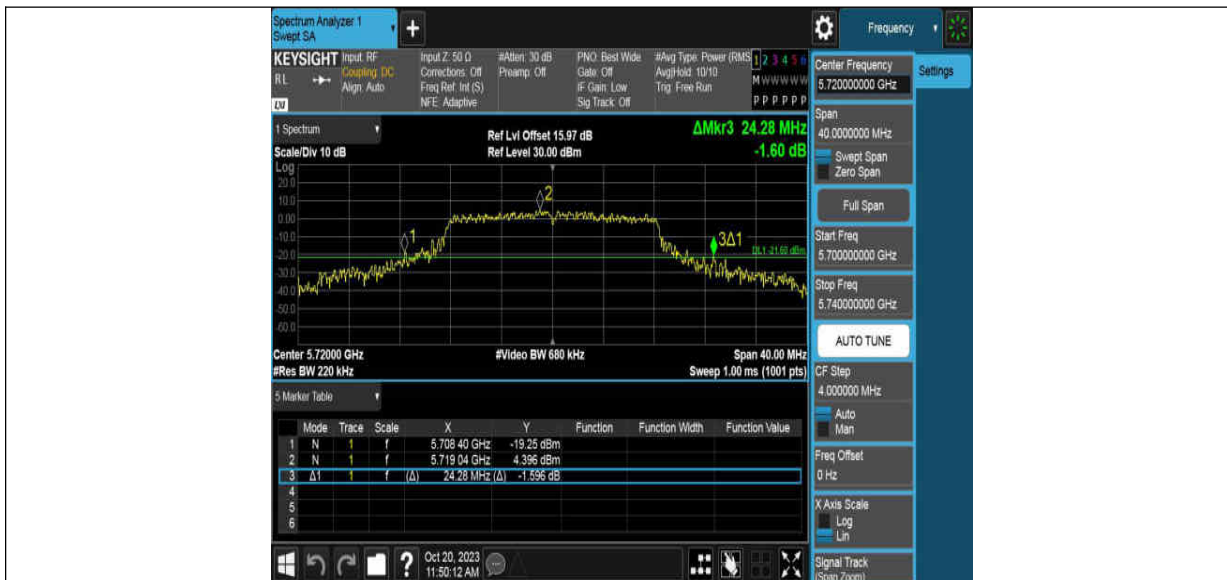 Spectrum Analyzer 1
Swept SA
+
Frequency
KEYSIGHT Input: RF
RL Coupling: DC
Align: Auto
LXI
Input Z: 50 Ω
Corrections: Off
Freq Ref: Int (S)
NFE: Adaptive
#Atten: 30 dB
Preamp: Off
PNO: Best Wide
Gate: Off
IF Gain: Low
Sig Track: Off
#Avg Type: Power (RMS
Avg|Hold: 10/10
Trig: Free Run
1 2 3 4 5 6
M W W W W W
P P P P P P
Center Frequency
5.720000000 GHz
Settings
Span
40.0000000 MHz
Swept Span
Zero Span
Full Span
Start Freq
5.700000000 GHz
Stop Freq
5.740000000 GHz
AUTO TUNE
CF Step
4.000000 MHz
Auto
Man
Freq Offset
0 Hz
X Axis Scale
Log
Lin
Signal Track
(Span Zoom)
1 Spectrum
Scale/Div 10 dB
Ref Lvl Offset 15.97 dB
Ref Level 30.00 dBm
ΔMkr3 24.28 MHz
-1.60 dB
Log
20.0
10.0
0.00
-10.0
-20.0
-30.0
-40.0
-50.0
-60.0
1
2
3Δ1
DL1 -21.60 dBm
Center 5.72000 GHz
#Video BW 680 kHz
Span 40.00 MHz
#Res BW 220 kHz
Sweep 1.00 ms (1001 pts)
5 Marker Table
Mode Trace Scale X Y Function Function Width Function Value
1 N 1 f 5.708 40 GHz -19.25 dBm
2 N 1 f 5.719 04 GHz 4.396 dBm
3 Δ1 1 f (Δ) 24.28 MHz (Δ) -1.596 dB
4
5
6
?
Oct 20, 2023
11:50:12 AM